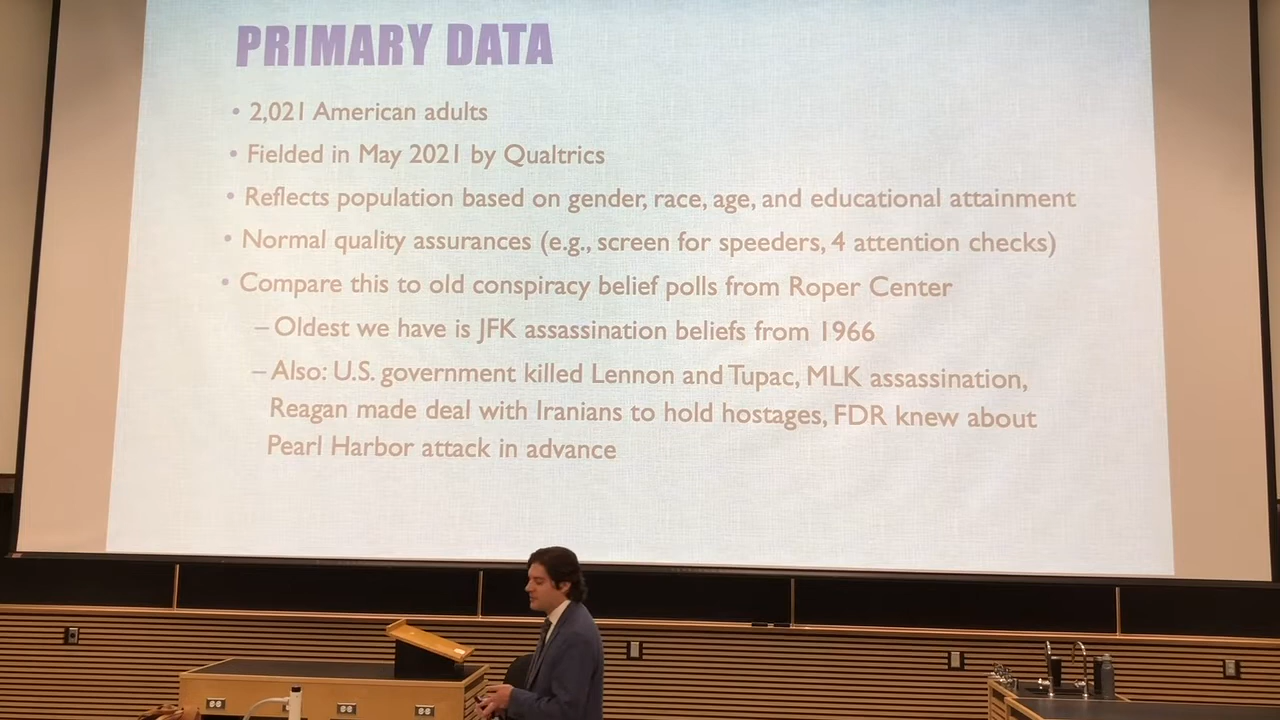 PRIMARY DATA
• 2,021 American adults
• Fielded in May 2021 by Qualtrics
• Reflects population based on gender, race, age, and educational attainment
• Normal quality assurances (e.g., screen for speeders, 4 attention checks)
• Compare this to old conspiracy belief polls from Roper Center
– Oldest we have is JFK assassination beliefs from 1966
– Also: U.S. government killed Lennon and Tupac, MLK assassination,
Reagan made deal with Iranians to hold hostages, FDR knew about
Pearl Harbor attack in advance